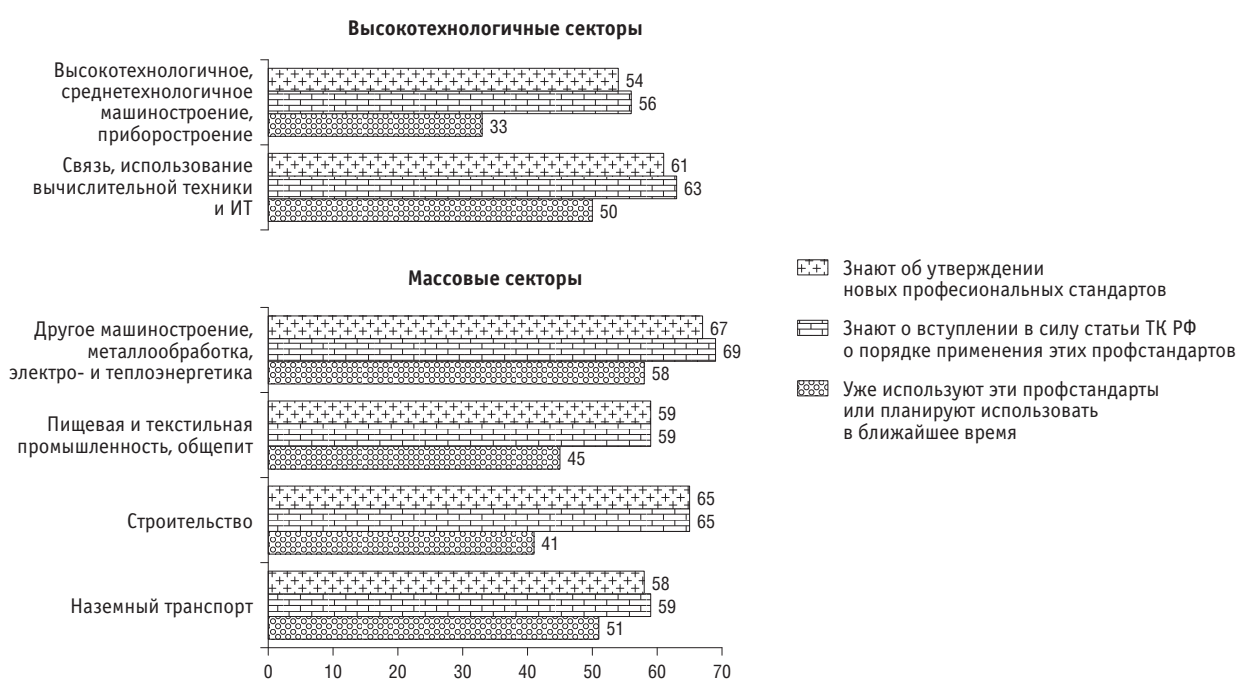 Высокотехнологичные секторы
Высокотехнологичное,
среднетехнологичное
машиностроение,
приборостроение
54
56
33
Связь, использование
вычислительной техники
и ИТ
61
63
50
Массовые секторы
Другое машиностроение,
металлообработка,
электро- и теплоэнергетика
67
69
58
Пищевая и текстильная
промышленность, общепит
59
59
45
Строительство
65
65
41
Наземный транспорт
58
59
51
0 10 20 30 40 50 60 70
Знают об утверждении
новых професиональных стандартов
Знают о вступлении в силу статьи ТК РФ
о порядке применения этих профстандартов
Уже используют эти профстандарты
или планируют использовать
в ближайшее время